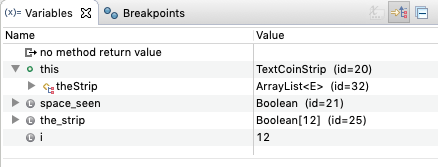 (x)= Variables Breakpoints
Name Value
no method return value
this TextCoinStrip (id=20)
theStrip ArrayList<E> (id=32)
space_seen Boolean (id=21)
the_strip Boolean[12] (id=25)
i 12